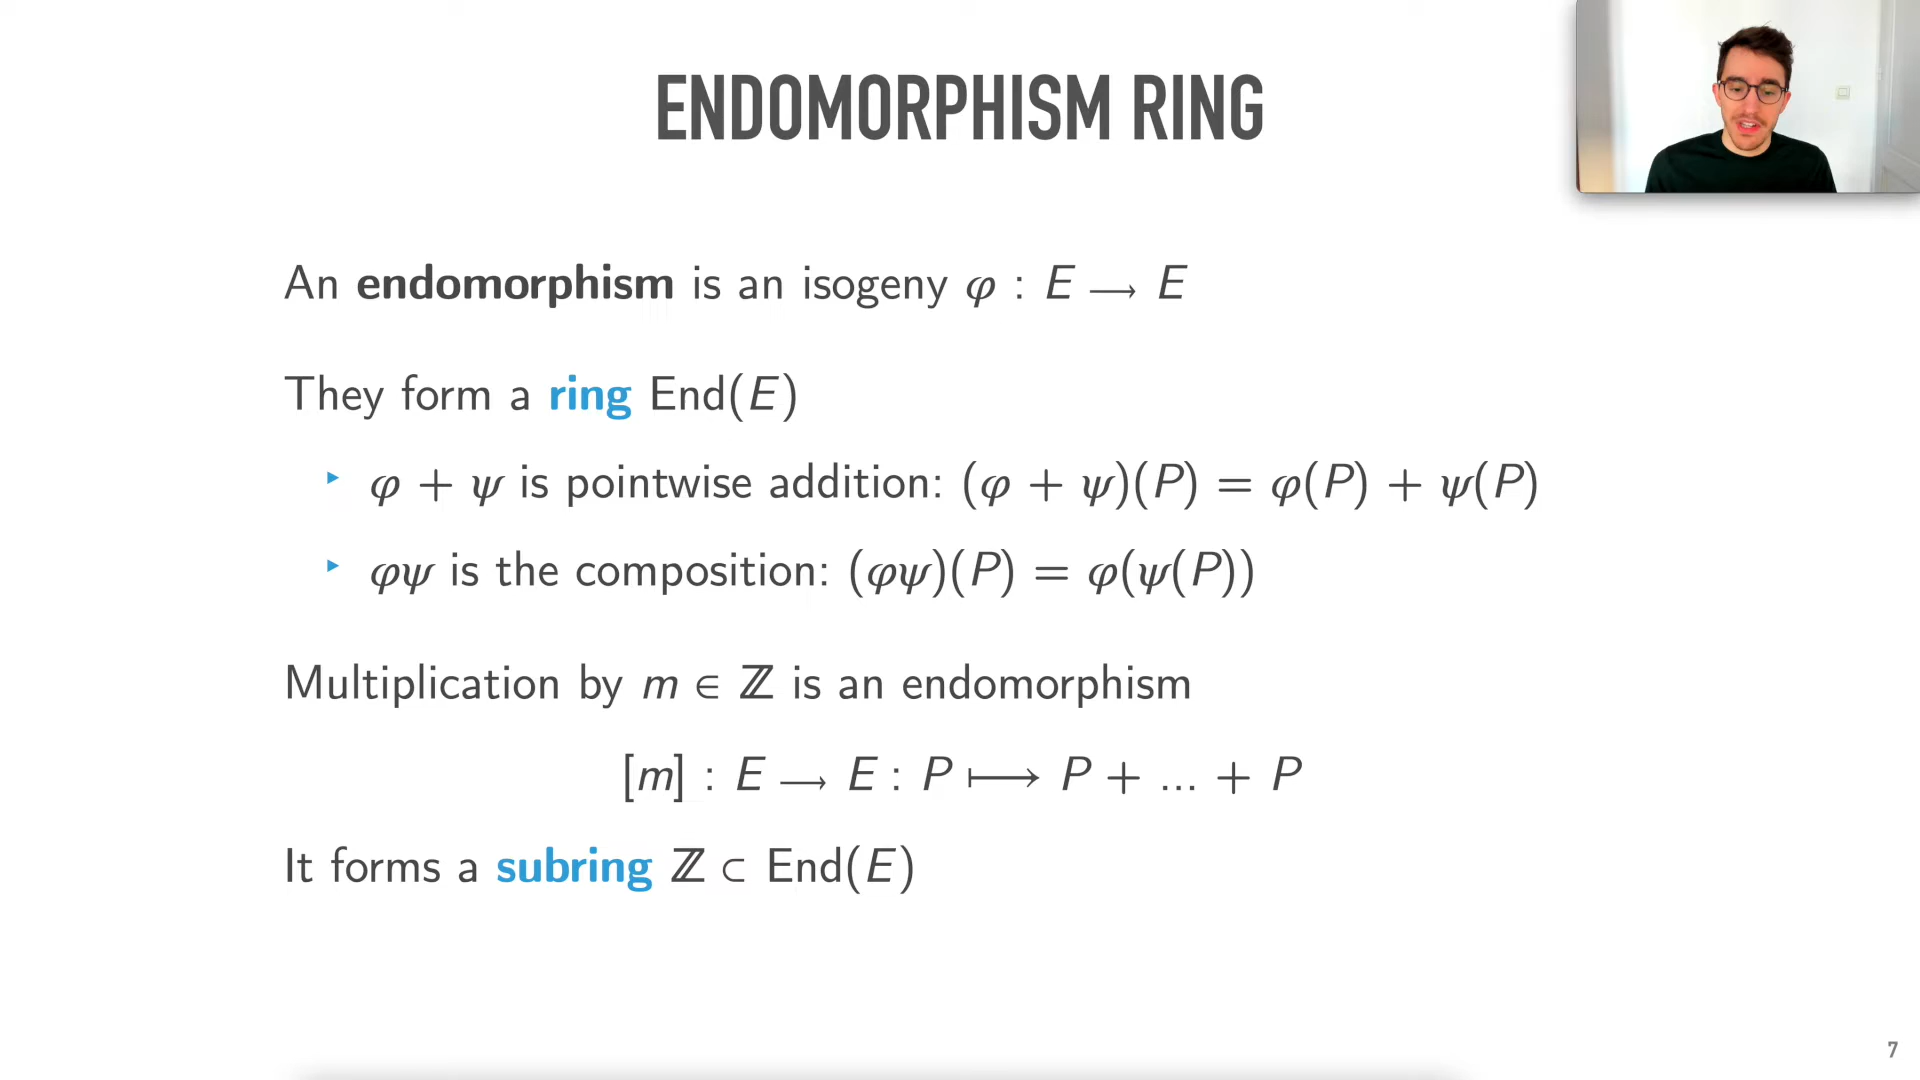 ENDOMORPHISM RING
An endomorphism is an isogeny φ : E ⟶ E
They form a ring End(E)
‣ φ + ψ is pointwise addition: (φ + ψ)(P) = φ(P) + ψ(P)
‣ φψ is the composition: (φψ)(P) = φ(ψ(P))
Multiplication by m ∈ ℤ is an endomorphism
[m] : E ⟶ E : P ⟼ P + ... + P
It forms a subring ℤ ⊂ End(E)
7